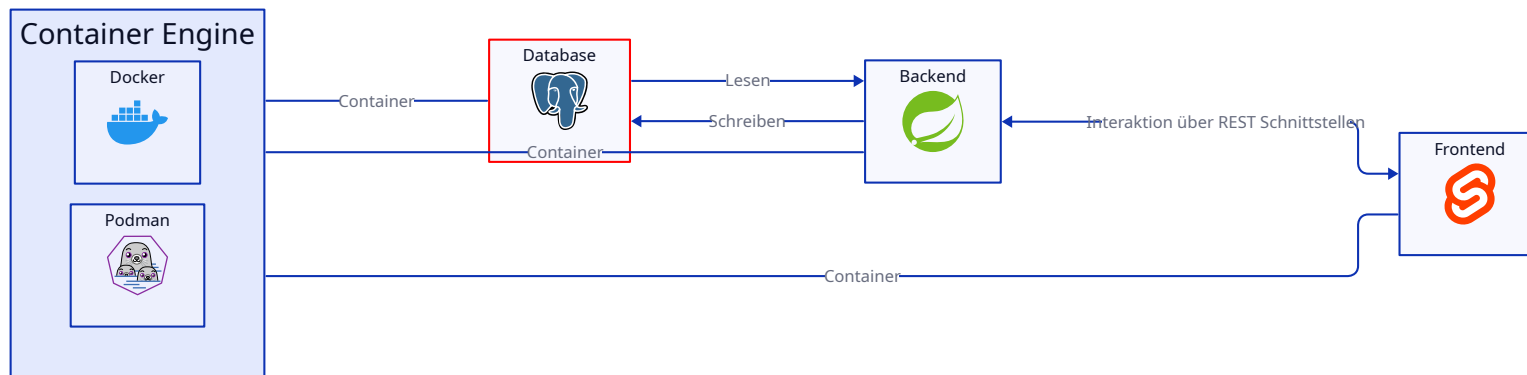 Container Engine
Docker
Podman
Container
Database
Lesen
Schreiben
Container
Backend
Interaktion über REST Schnittstellen
Frontend
Container